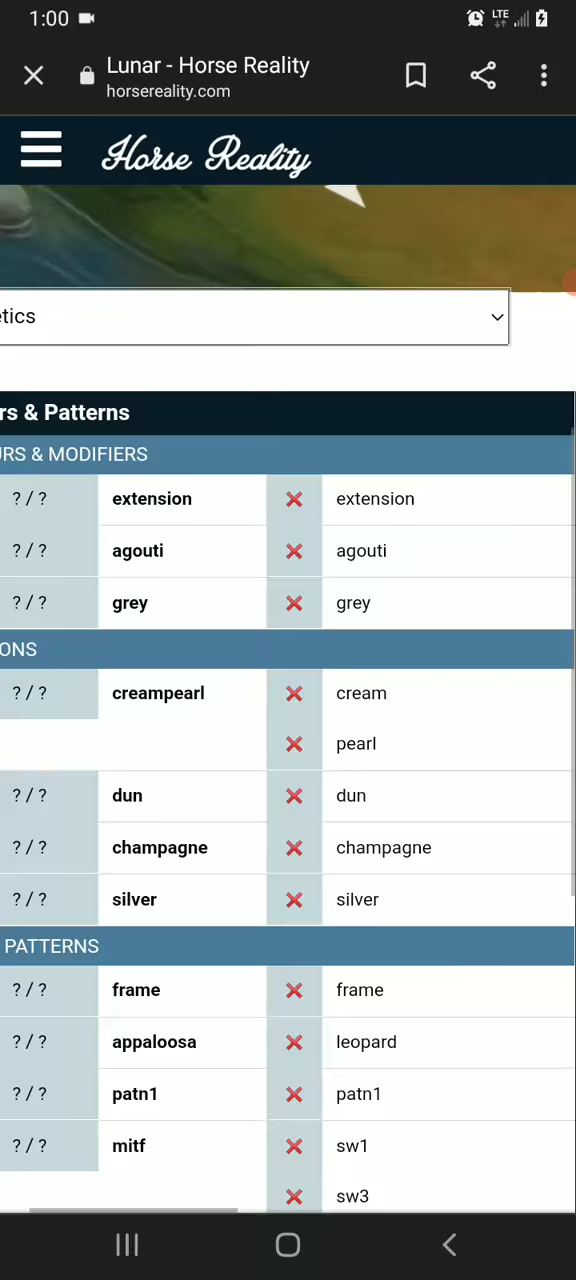 1:00
LTE
Lunar - Horse Reality
horsereality.com
Horse Reality
etics
rs & Patterns
URS & MODIFIERS
? / ? extension extension
? / ? agouti agouti
? / ? grey grey
ONS
? / ? creampearl cream
pearl
? / ? dun dun
? / ? champagne champagne
? / ? silver silver
PATTERNS
? / ? frame frame
? / ? appaloosa leopard
? / ? patn1 patn1
? / ? mitf sw1
sw3